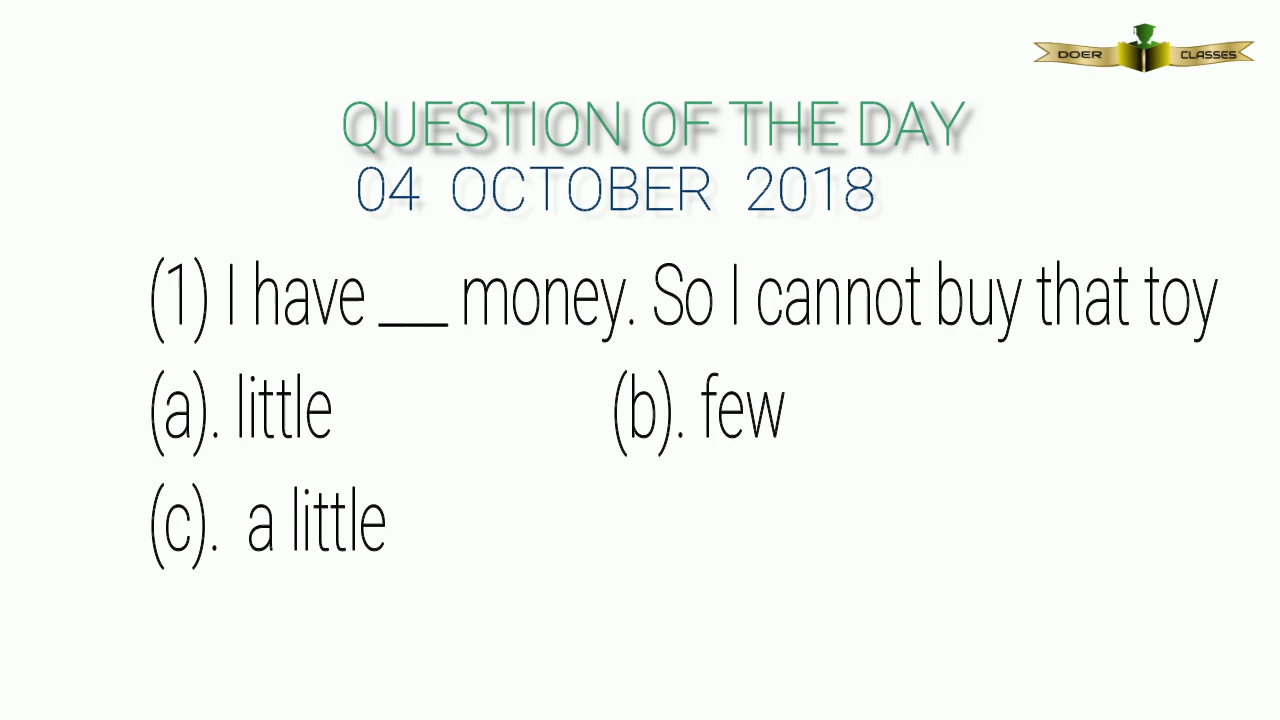 DOER CLASSES
QUESTION OF THE DAY
04 OCTOBER 2018
(1) I have ___ money. So I cannot buy that toy
(a). little (b). few
(c). a little